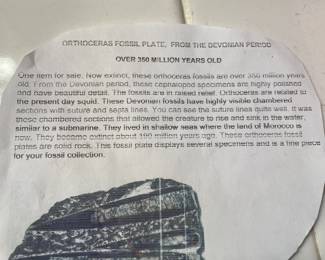 ORTHOCERAS FOSSIL PLATE, FROM THE DEVONIAN PERIOD
OVER 350 MILLION YEARS OLD
One item for sale. Now extinct, these orthoceras fossils are over 350 million years
old. From the Devonian period, these cephalopod specimens are highly polished
and have beautiful detail. The fossils are in raised relief. Orthoceras are related to
the present day squid. These Devonian fossils have highly visible chambered
sections with suture and septa lines. You can see the suture lines quite well. It was
these chambered sections that allowed the creature to rise and sink in the water,
similar to a submarine. They lived in shallow seas where the land of Morocco is
now. They become extinct about 190 million years ago. These orthoceras fossil
plates are solid rock. This fossil plate displays several specimens and is a fine piece
for your fossil collection.